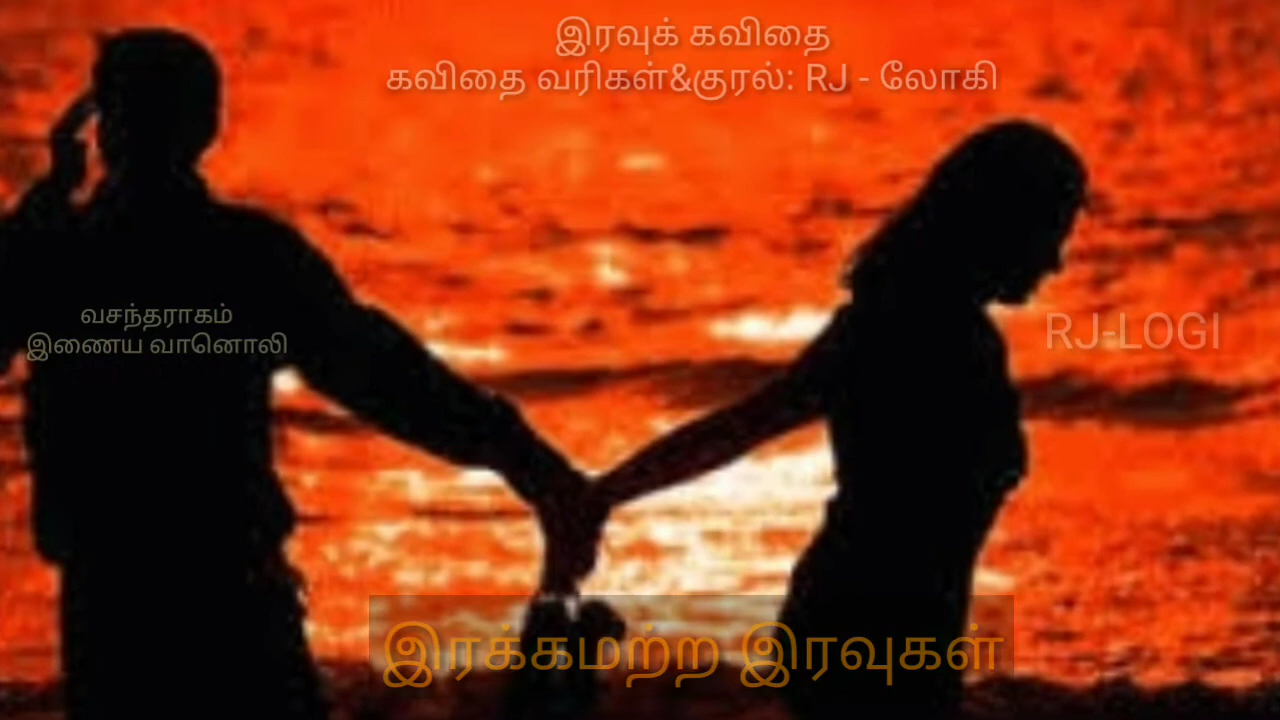 இரவுக் கவிதை
கவிதை வரிகள்&குரல்: RJ - லோகி
வசந்தராகம்
இணைய வானொலி
RJ-LOGI
இரக்கமற்ற இரவுகள்